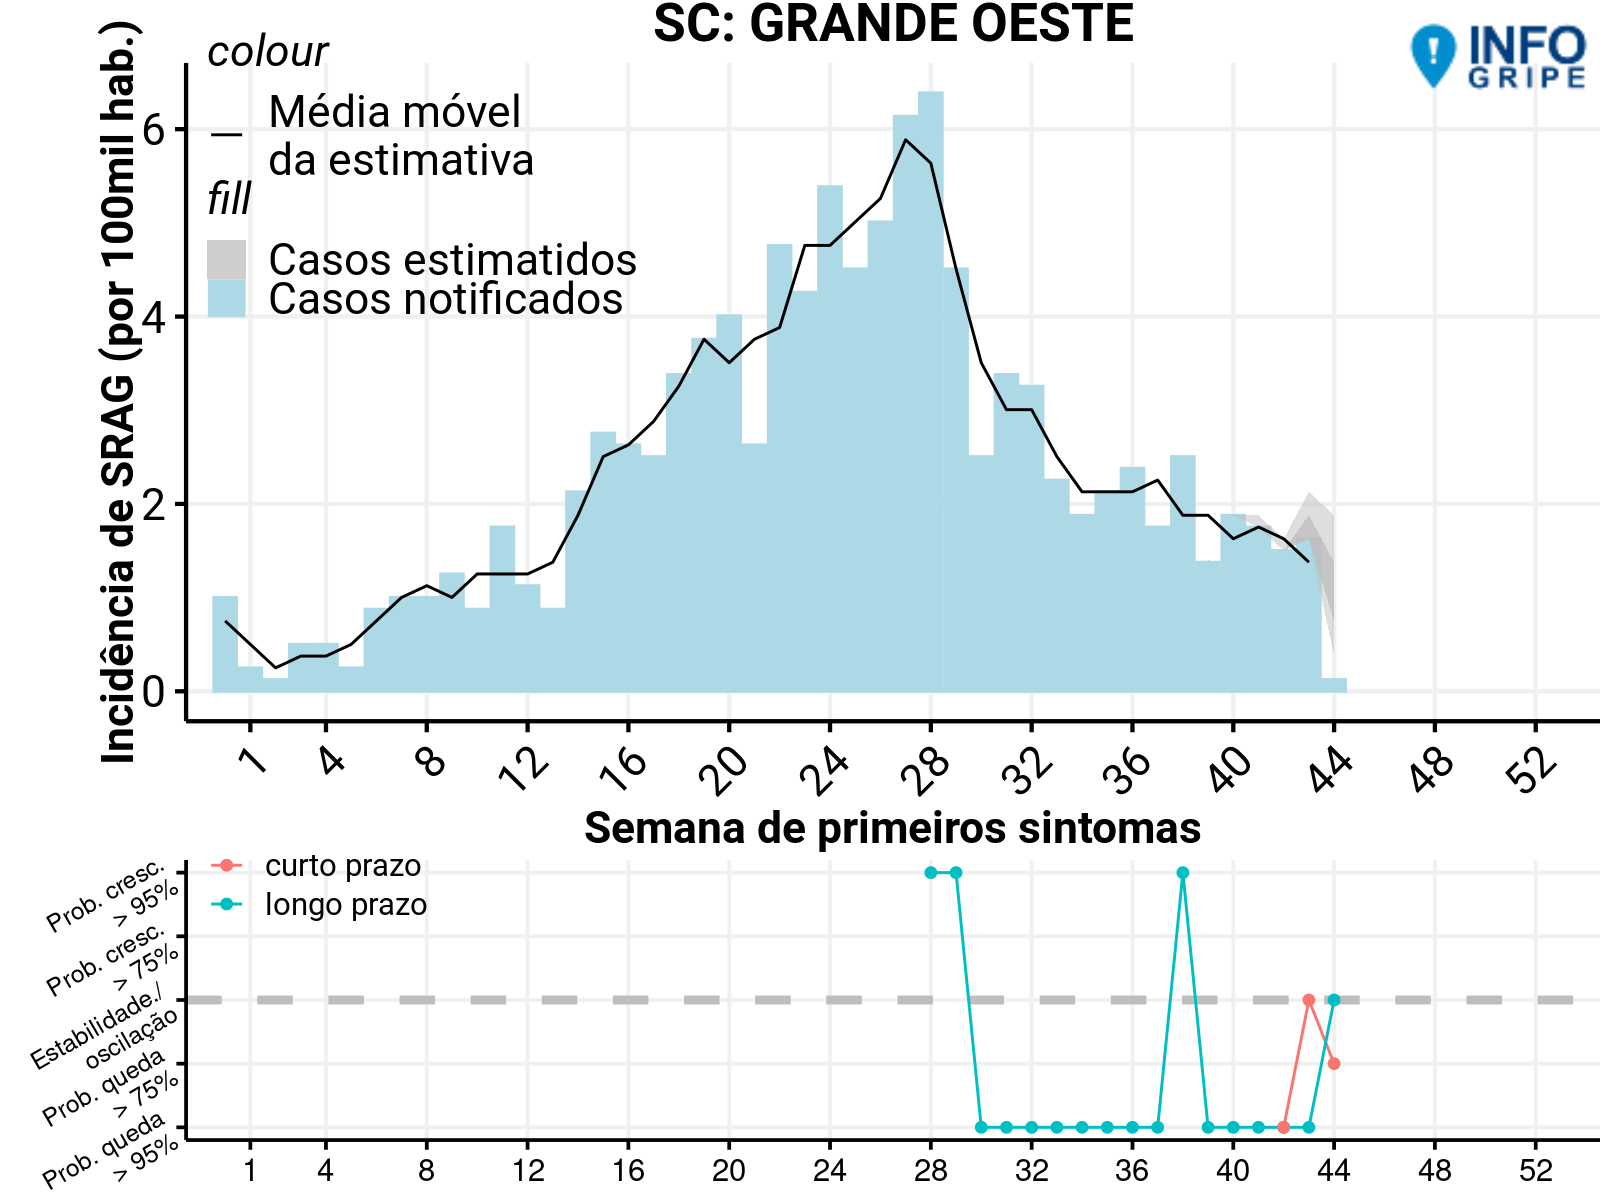 SC: GRANDE OESTE
INFO
GRIPE
Incidência de SRAG (por 100mil hab.)
colour
Média móvel
da estimativa
fill
Casos estimatidos
Casos notificados
6
4
2
0
1 4 8 12 16 20 24 28 32 36 40 44 48 52
Semana de primeiros sintomas
curto prazo
longo prazo
Prob. cresc.
> 95%
Prob. cresc.
> 75%
Estabilidade./
oscilação
Prob. queda
> 75%
Prob. queda
> 95%
1 4 8 12 16 20 24 28 32 36 40 44 48 52